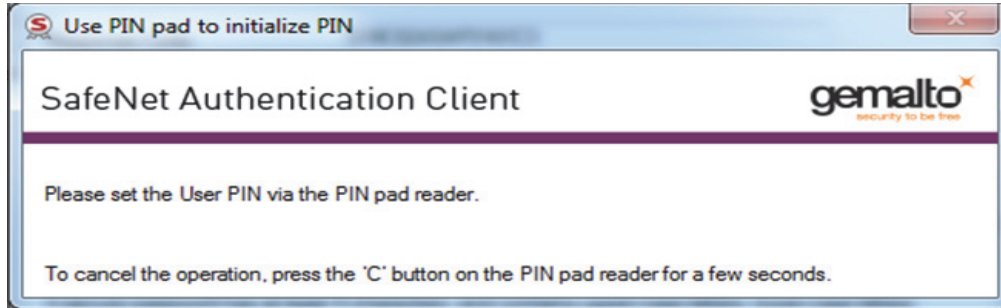 Use PIN pad to initialize PIN
SafeNet Authentication Client
gemalto
security to be free
Please set the User PIN via the PIN pad reader.
To cancel the operation, press the 'C' button on the PIN pad reader for a few seconds.